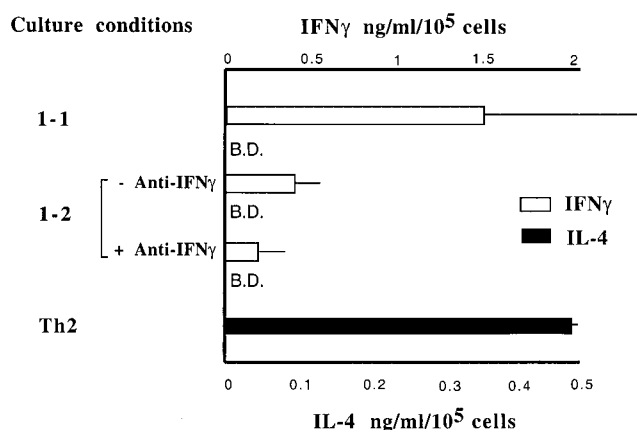 Culture conditions
IFNγ ng/ml/10⁵ cells
0 0.5 1 1.5 2
1-1
B.D.
- Anti-IFNγ
B.D.
1-2
+ Anti-IFNγ
B.D.
IFNγ
IL-4
Th2
0 0.1 0.2 0.3 0.4 0.5
IL-4 ng/ml/10⁵ cells